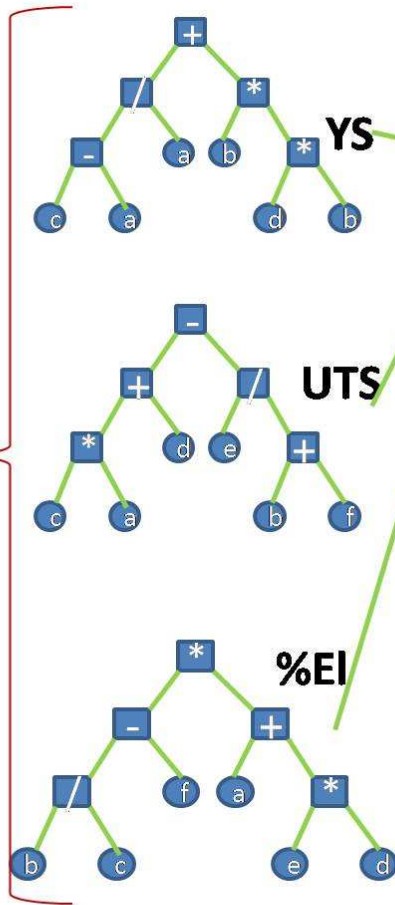 +
/ *
- a b * YS
c a d b
-
+ / UTS
* d e +
c a b f
*
%El
- +
/ f a *
b c e d